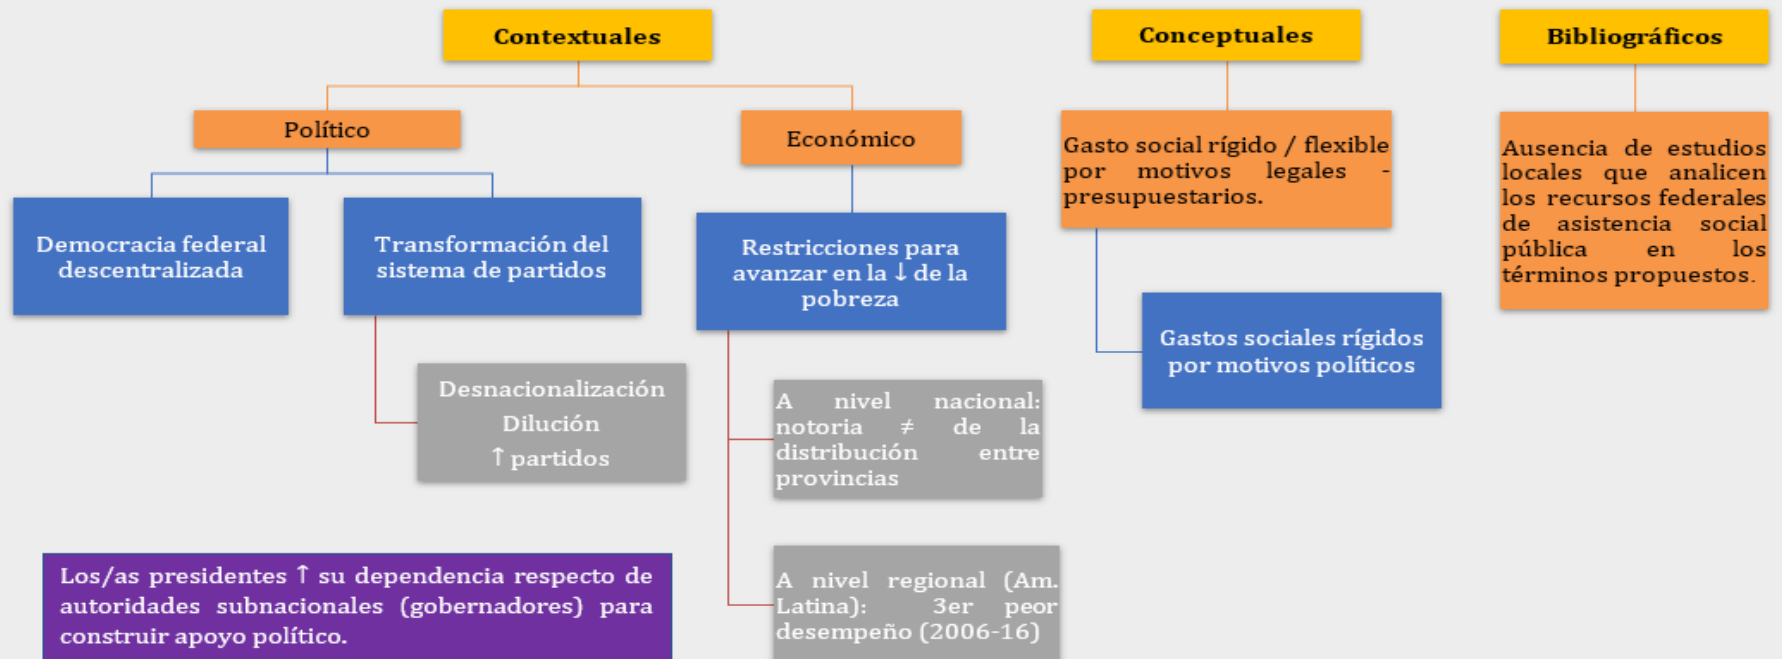 Contextuales
Político
Democracia federal
descentralizada
Transformación del
sistema de partidos
Desnacionalización
Dilución
↑ partidos
Económico
Restricciones para
avanzar en la ↓ de la
pobreza
A nivel nacional:
notoria ≠ de la
distribución entre
provincias
A nivel regional (Am.
Latina): 3er peor
desempeño (2006-16)
Los/as presidentes ↑ su dependencia respecto de
autoridades subnacionales (gobernadores) para
construir apoyo político.
Conceptuales
Gasto social rígido / flexible
por motivos legales -
presupuestarios.
Gastos sociales rígidos
por motivos políticos
Bibliográficos
Ausencia de estudios
locales que analicen
los recursos federales
de asistencia social
pública en los
términos propuestos.